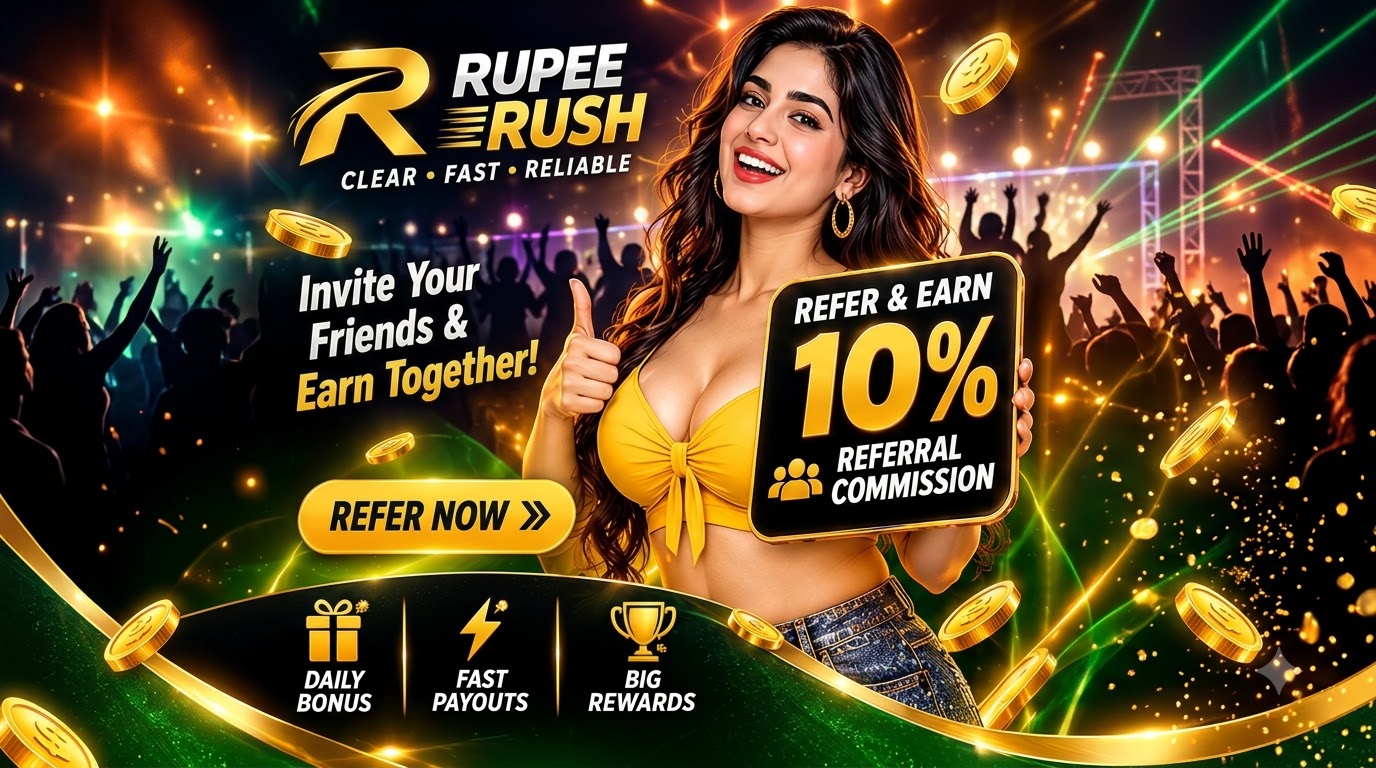 RUPEE
RUSH
CLEAR • FAST • RELIABLE
Invite Your
Friends &
Earn Together!
REFER & EARN
10%
REFERRAL
COMMISSION
REFER NOW »
DAILY
BONUS
FAST
PAYOUTS
BIG
REWARDS